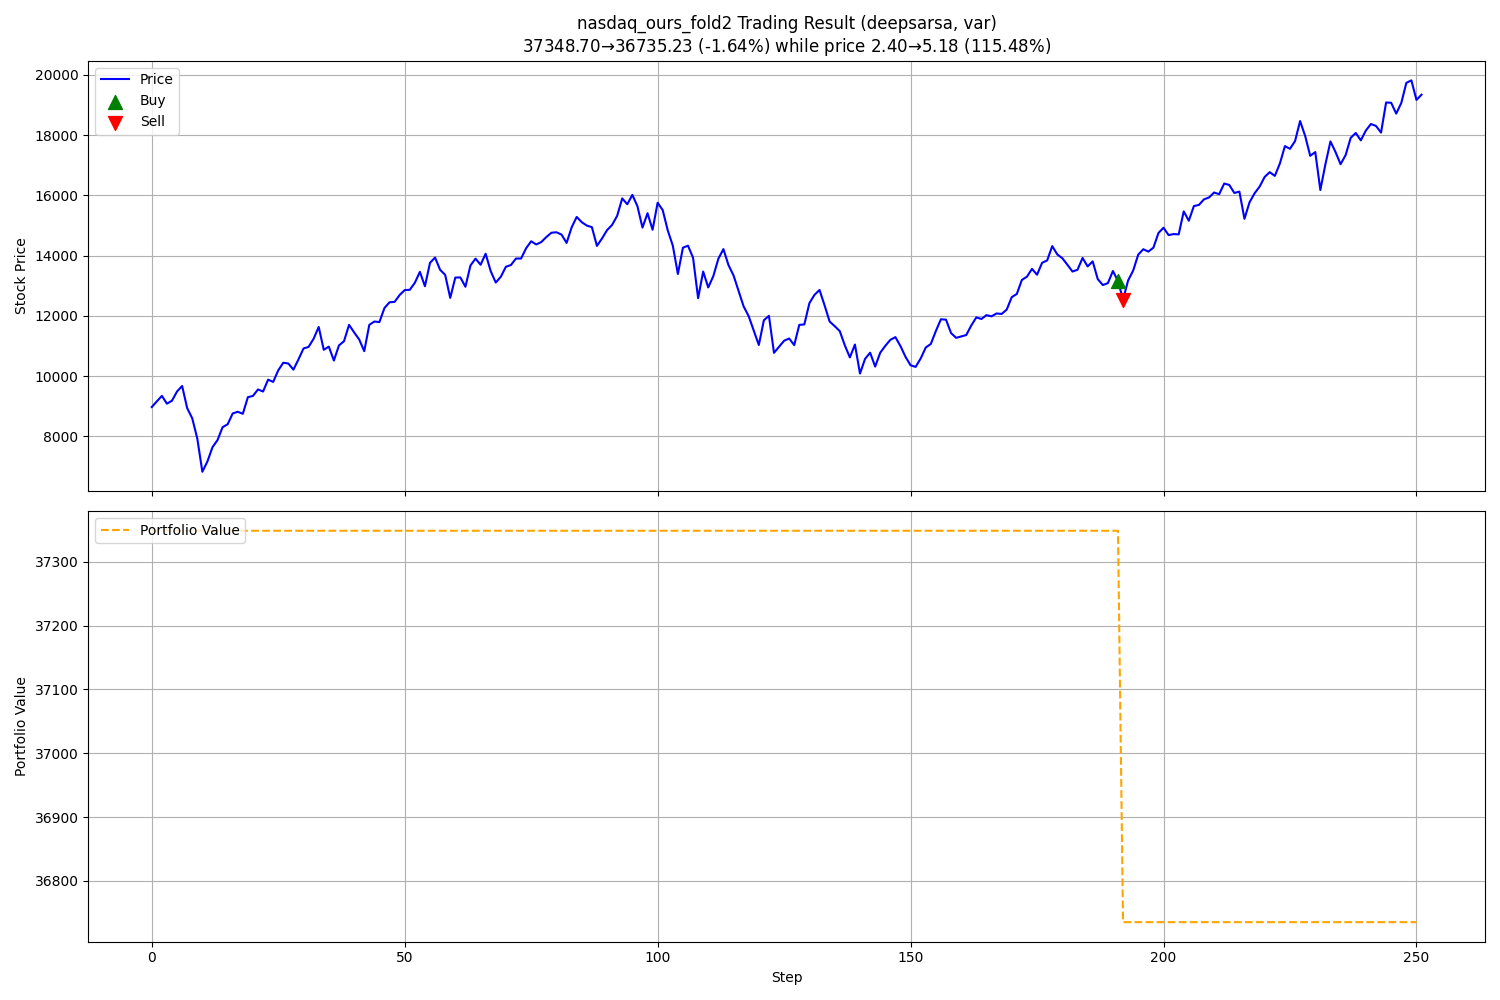 nasdaq_ours_fold2 Trading Result (deepsarsa, var)
37348.70→36735.23 (-1.64%) while price 2.40→5.18 (115.48%)
Price
Buy
Sell
20000
18000
16000
14000
12000
10000
8000
Stock Price
Portfolio Value
37300
37200
37100
37000
36900
36800
Portfolio Value
0
50
100
150
200
250
Step